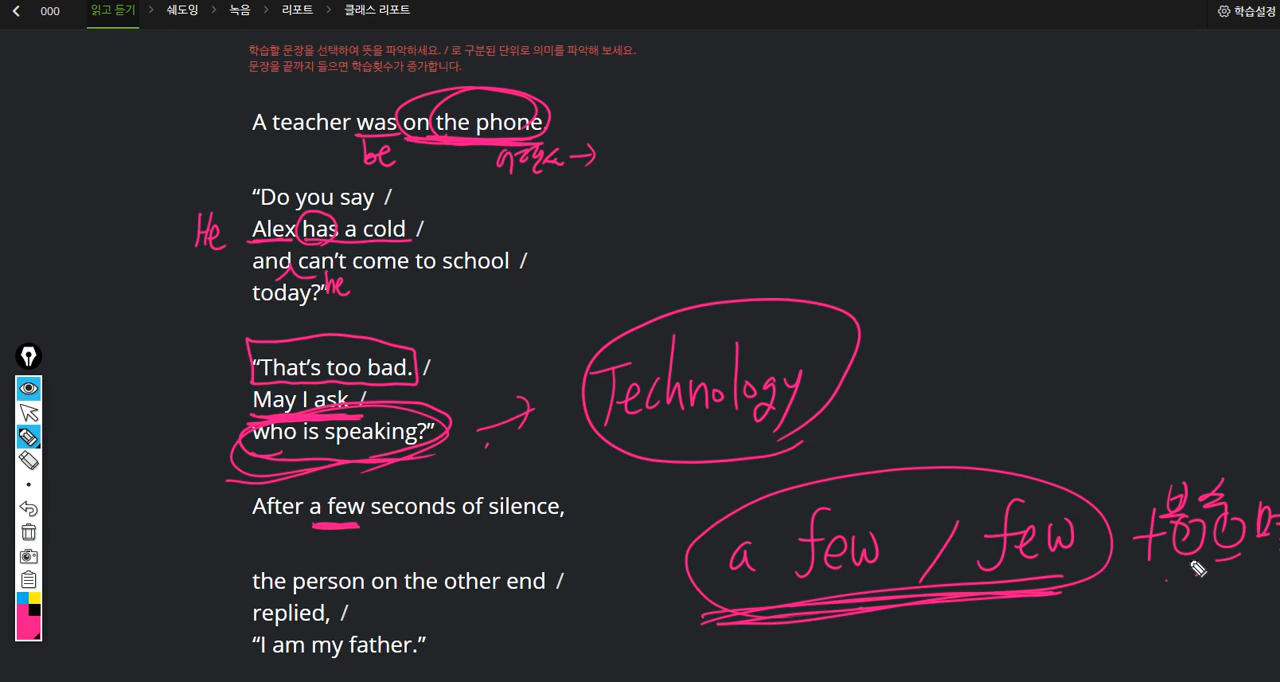 000 읽고 듣기 > 쉐도잉 > 녹음 > 리포트 > 클래스 리포트 학습설정
학습할 문장을 선택하여 뜻을 파악하세요. / 로 구분된 단위로 의미를 파악해 보세요.
문장을 끝까지 들으면 학습횟수가 증가합니다.
A teacher was on the phone.
be
“Do you say /
He
Alex has a cold /
and can’t come to school /
he
today?”
“That’s too bad. /
Technology
May I ask /
who is speaking?”
After a few seconds of silence,
a few / few
the person on the other end /
replied, /
“I am my father.”